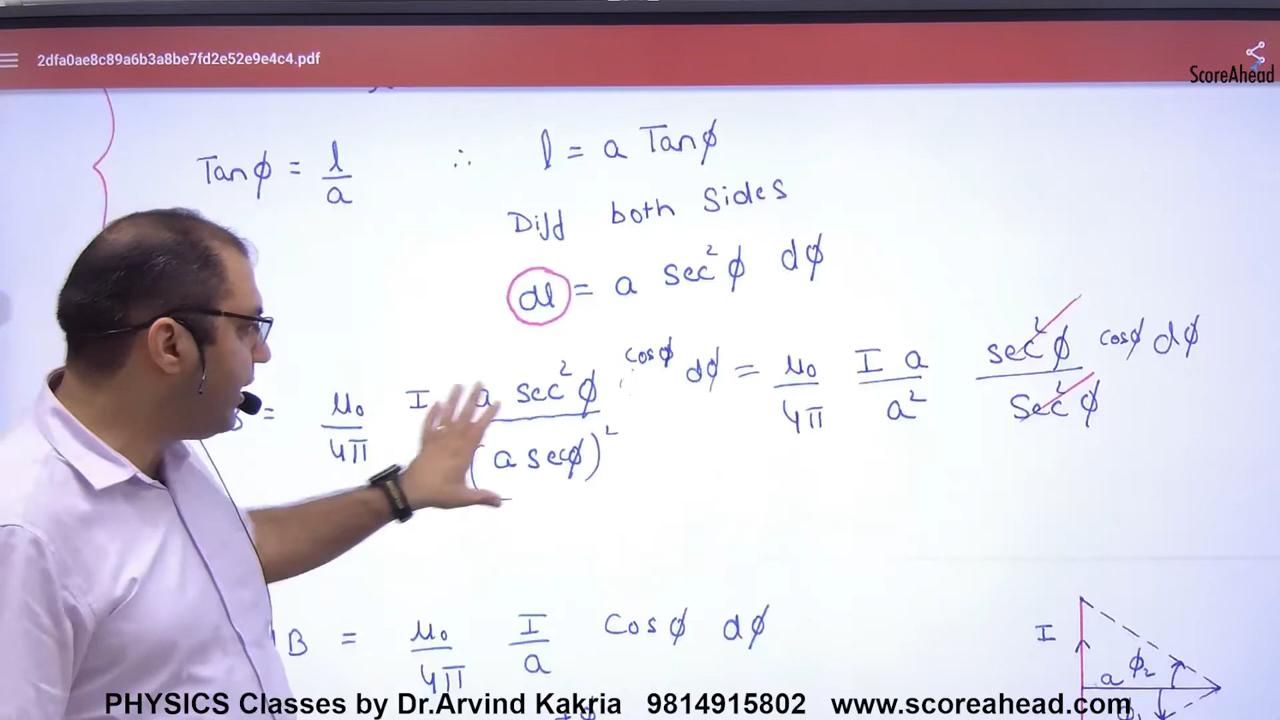 2dfa0ae8c89a6b3a8be7fd2e52e9e4c4.pdf
ScoreAhead
Tanφ = l/a ∴ l = a Tanφ
Diff both Sides
dl = a sec²φ dφ
B = μ₀/4π I a sec²φ/(a secφ)² cosφ dφ = μ₀/4π I a/a² sec²φ/sec²φ cosφ dφ
B = μ₀/4π I/a Cosφ dφ
I
a φ₂
PHYSICS Classes by Dr.Arvind Kakria 9814915802 www.scoreahead.com